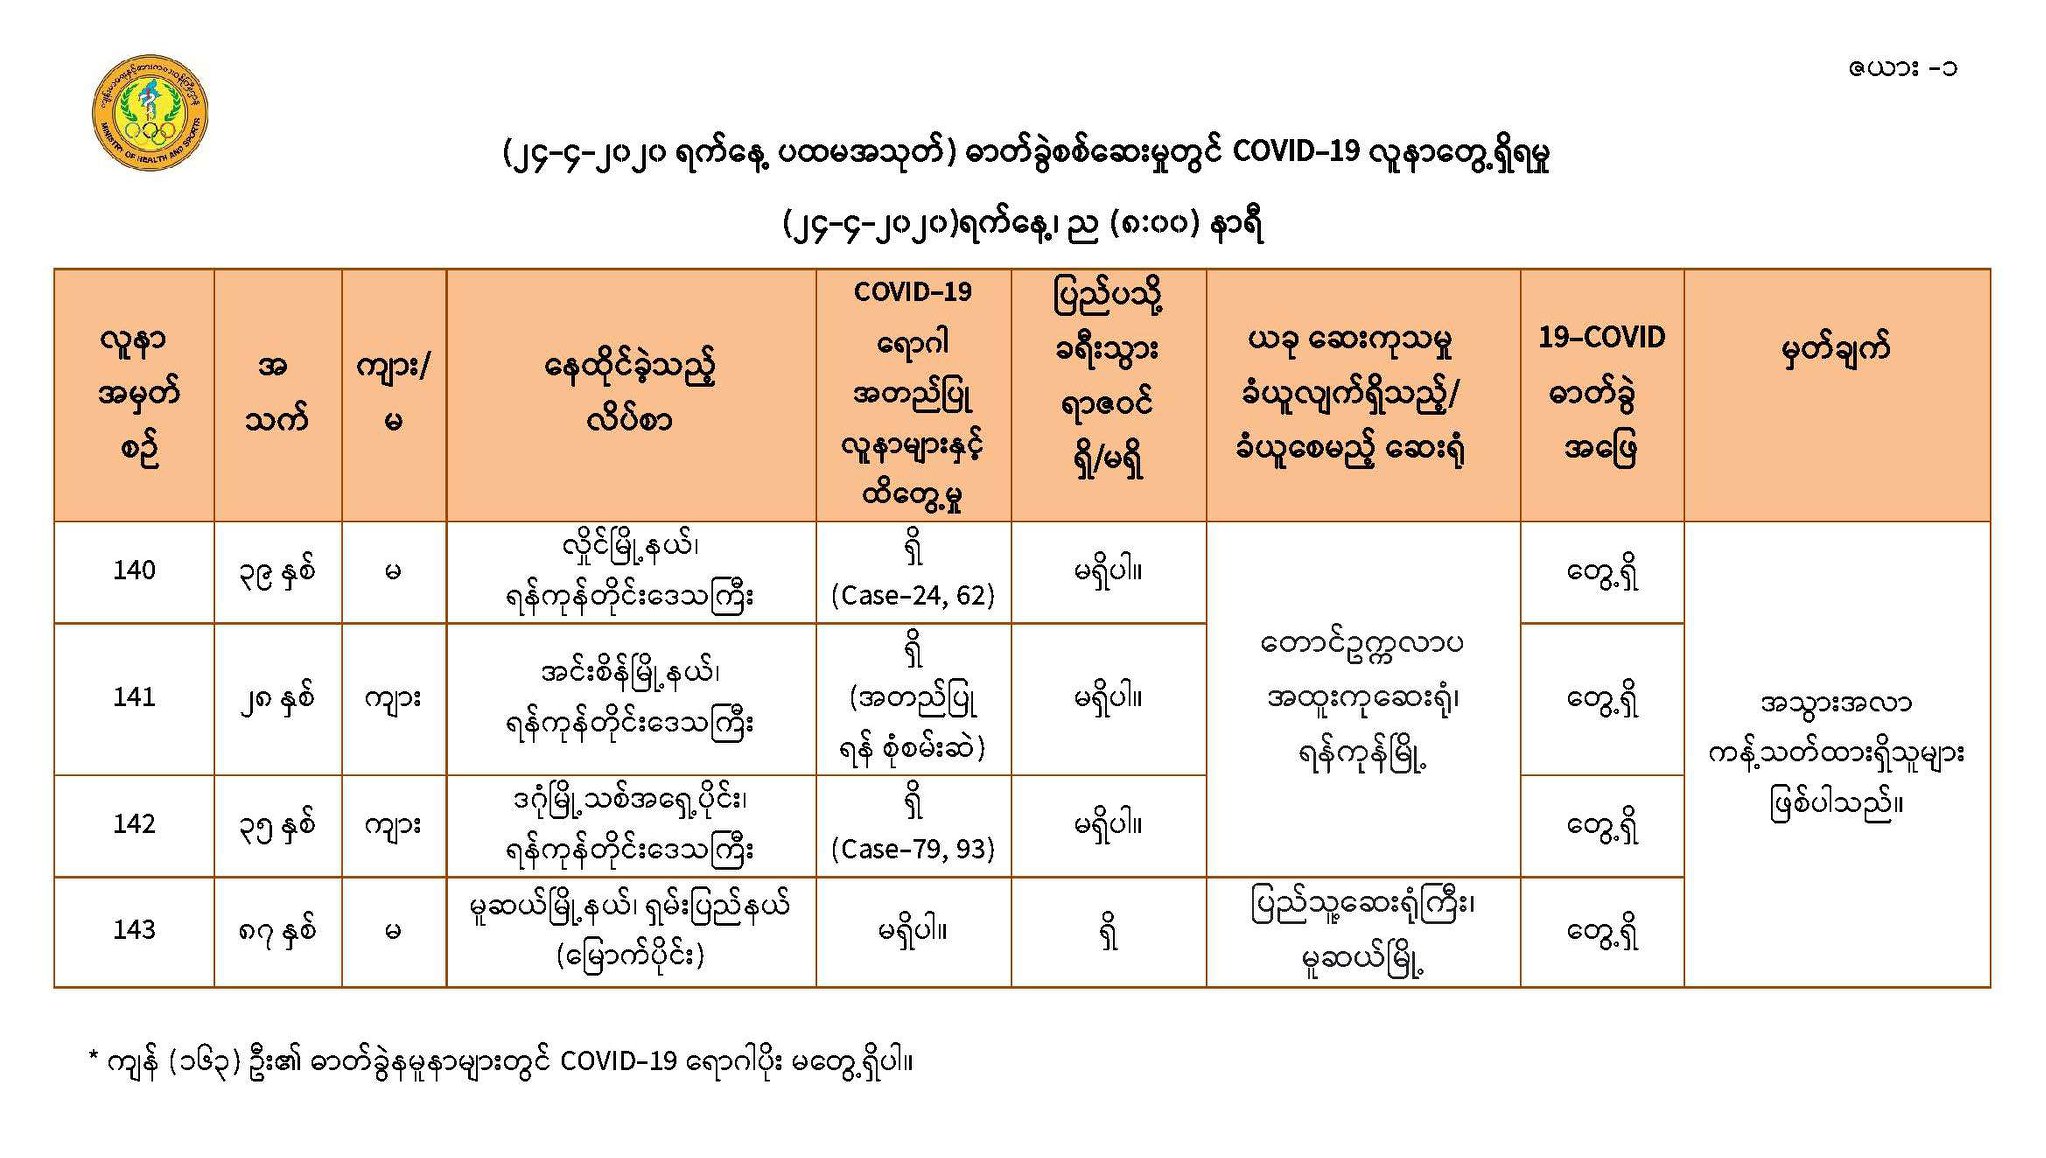 ကျန်းမာရေးနှင့်အားကစားဝန်ကြီးဌာန
MINISTRY OF HEALTH AND SPORTS
ဇယား -၁
(၂၄-၄-၂၀၂၀ ရက်နေ့ ပထမအသုတ်) ဓာတ်ခွဲစစ်ဆေးမှုတွင် COVID-19 လူနာတွေ့ရှိရမှု
(၂၄-၄-၂၀၂၀)ရက်နေ့၊ ည (၈:၀၀) နာရီ
လူနာ
အမှတ်
စဉ်
အ
သက်
ကျား/
မ
နေထိုင်ခဲ့သည့်
လိပ်စာ
COVID-19
ရောဂါ
အတည်ပြု
လူနာများနှင့်
ထိတွေ့မှု
ပြည်ပသို့
ခရီးသွား
ရာဇဝင်
ရှိ/မရှိ
ယခု ဆေးကုသမှု
ခံယူလျက်ရှိသည့်/
ခံယူစေမည့် ဆေးရုံ
19-COVID
ဓာတ်ခွဲ
အဖြေ
မှတ်ချက်
140
၃၉ နှစ်
မ
လှိုင်မြို့နယ်၊
ရန်ကုန်တိုင်းဒေသကြီး
ရှိ
(Case-24, 62)
မရှိပါ။
တောင်ဥက္ကလာပ
အထူးကုဆေးရုံ၊
ရန်ကုန်မြို့
တွေ့ရှိ
အသွားအလာ
ကန့်သတ်ထားရှိသူများ
ဖြစ်ပါသည်။
141
၂၈ နှစ်
ကျား
အင်းစိန်မြို့နယ်၊
ရန်ကုန်တိုင်းဒေသကြီး
ရှိ
(အတည်ပြု
ရန် စုံစမ်းဆဲ)
မရှိပါ။
တွေ့ရှိ
142
၃၅ နှစ်
ကျား
ဒဂုံမြို့သစ်အရှေ့ပိုင်း၊
ရန်ကုန်တိုင်းဒေသကြီး
ရှိ
(Case-79, 93)
မရှိပါ။
တွေ့ရှိ
143
၈၇ နှစ်
မ
မူဆယ်မြို့နယ်၊ ရှမ်းပြည်နယ်
(မြောက်ပိုင်း)
မရှိပါ။
ရှိ
ပြည်သူ့ဆေးရုံကြီး၊
မူဆယ်မြို့
တွေ့ရှိ
* ကျန် (၁၆၃) ဦး၏ ဓာတ်ခွဲနမူနာများတွင် COVID-19 ရောဂါပိုး မတွေ့ရှိပါ။